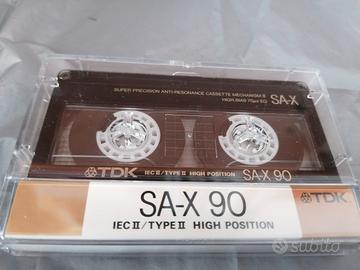 SUPER PRECISION ANTI-RESONANCE CASSETTE MECHANISM II
HIGH BIAS 70µs EQ SA-X
TDK IEC II / TYPE II HIGH POSITION SA-X 90
TDK SA-X 90 TDK
IEC II / TYPE II HIGH POSITION
subito